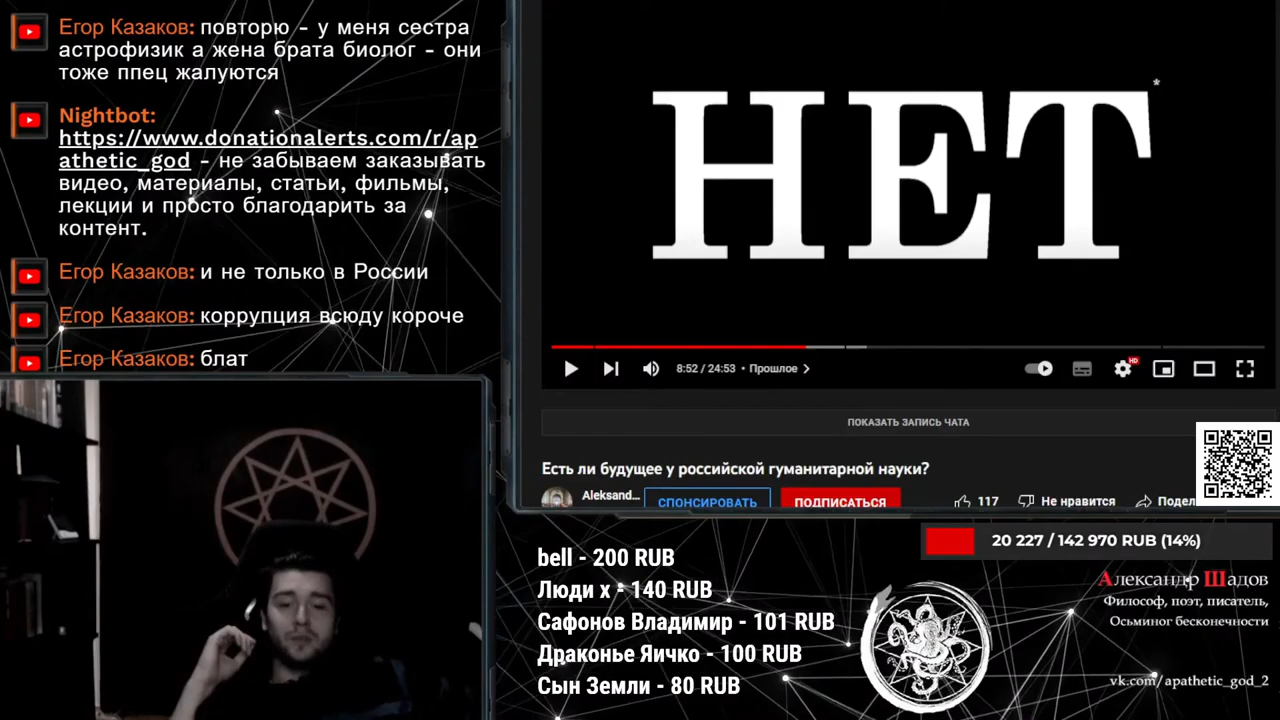 Егор Казаков: повторю - у меня сестра
астрофизик а жена брата биолог - они
тоже ппец жалуются
Nightbot:
https://www.donationalerts.com/r/ap
athetic_god - не забываем заказывать
видео, материалы, статьи, фильмы,
лекции и просто благодарить за
контент.
Егор Казаков: и не только в России
Егор Казаков: коррупция всюду короче
Егор Казаков: блат
НЕТ*
8:52 / 24:53 • Прошлое
HD
ПОКАЗАТЬ ЗАПИСЬ ЧАТА
Есть ли будущее у российской гуманитарной науки?
Aleksand...
СПОНСИРОВАТЬ
ПОДПИСАТЬСЯ
117
Не нравится
Подел
20 227 / 142 970 RUB (14%)
bell - 200 RUB
Люди х - 140 RUB
Сафонов Владимир - 101 RUB
Драконье Яичко - 100 RUB
Сын Земли - 80 RUB
Александр Шадов
Философ, поэт, писатель,
Осьминог бесконечности
vk.com/apathetic_god_2